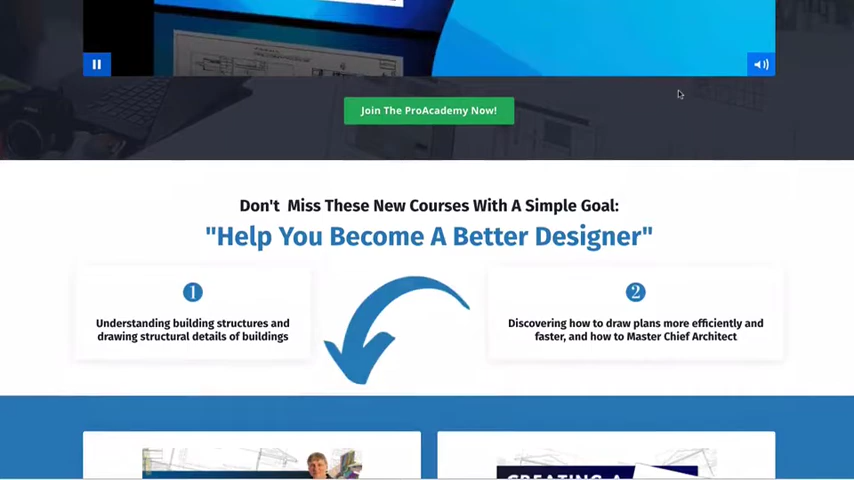 Join The ProAcademy Now!
Don't Miss These New Courses With A Simple Goal:
"Help You Become A Better Designer"
1
Understanding building structures and
drawing structural details of buildings
2
Discovering how to draw plans more efficiently and
faster, and how to Master Chief Architect
CREATING A